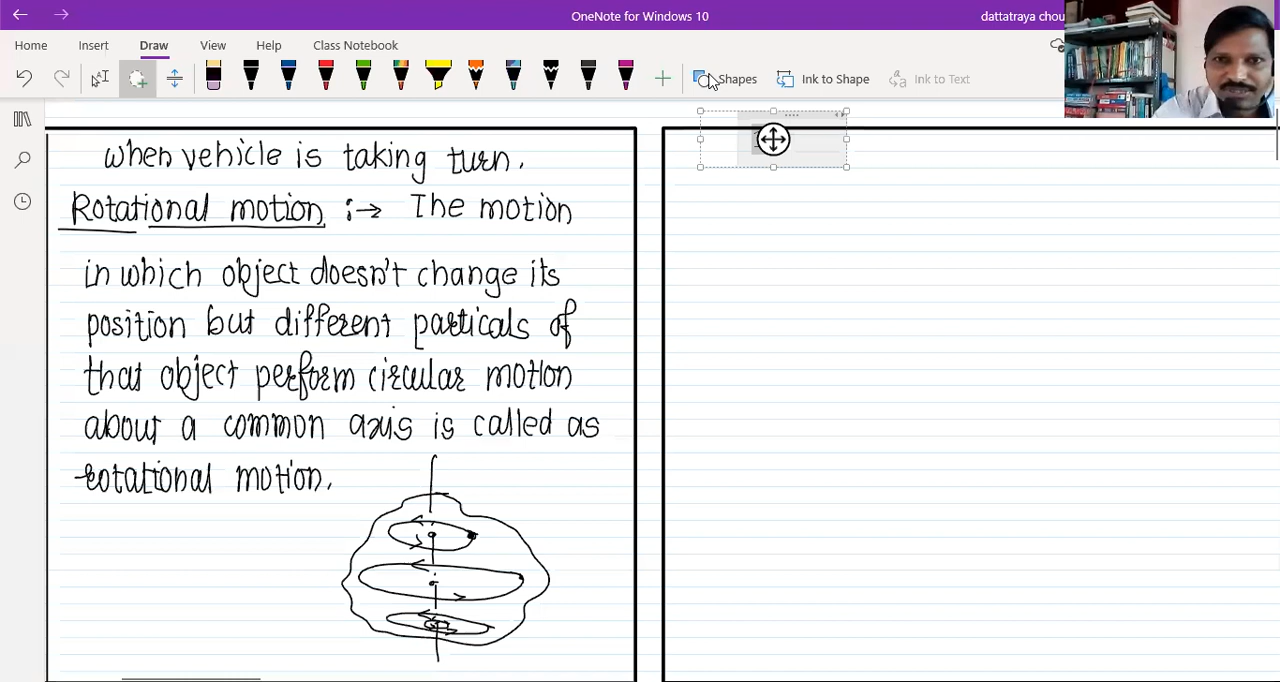 OneNote for Windows 10
dattatraya chou
Home Insert Draw View Help Class Notebook
Shapes Ink to Shape Ink to Text
when vehicle is taking turn.
Rotational motion :→ The motion
in which object doesn't change its
position but different particals of
that object perform circular motion
about a common axis is called as
rotational motion.